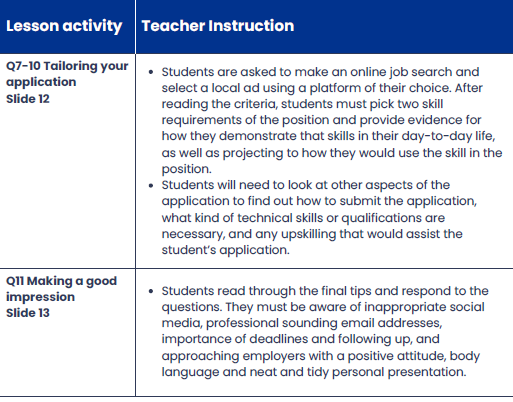 Lesson activity
Teacher Instruction
Q7-10 Tailoring your
application
Slide 12
• Students are asked to make an online job search and
select a local ad using a platform of their choice. After
reading the criteria, students must pick two skill
requirements of the position and provide evidence for
how they demonstrate that skills in their day-to-day life,
as well as projecting to how they would use the skill in the
position.
• Students will need to look at other aspects of the
application to find out how to submit the application,
what kind of technical skills or qualifications are
necessary, and any upskilling that would assist the
student's application.
Q11 Making a good
impression
Slide 13
• Students read through the final tips and respond to the
questions. They must be aware of inappropriate social
media, professional sounding email addresses,
importance of deadlines and following up, and
approaching employers with a positive attitude, body
language and neat and tidy personal presentation.